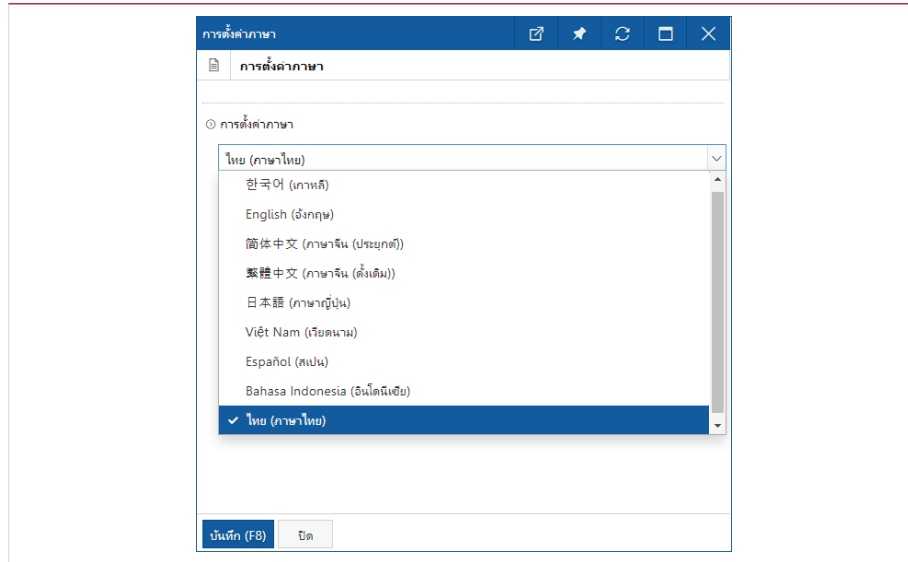 การตั้งค่าภาษา
การตั้งค่าภาษา
การตั้งค่าภาษา
ไทย (ภาษาไทย)
한국어 (เกาหลี)
English (อังกฤษ)
简体中文 (ภาษาจีน (ประยุกต์))
繁體中文 (ภาษาจีน (ดั้งเดิม))
日本語 (ภาษาญี่ปุ่น)
Việt Nam (เวียดนาม)
Español (สเปน)
Bahasa Indonesia (อินโดนีเซีย)
ไทย (ภาษาไทย)
บันทึก (F8) ปิด